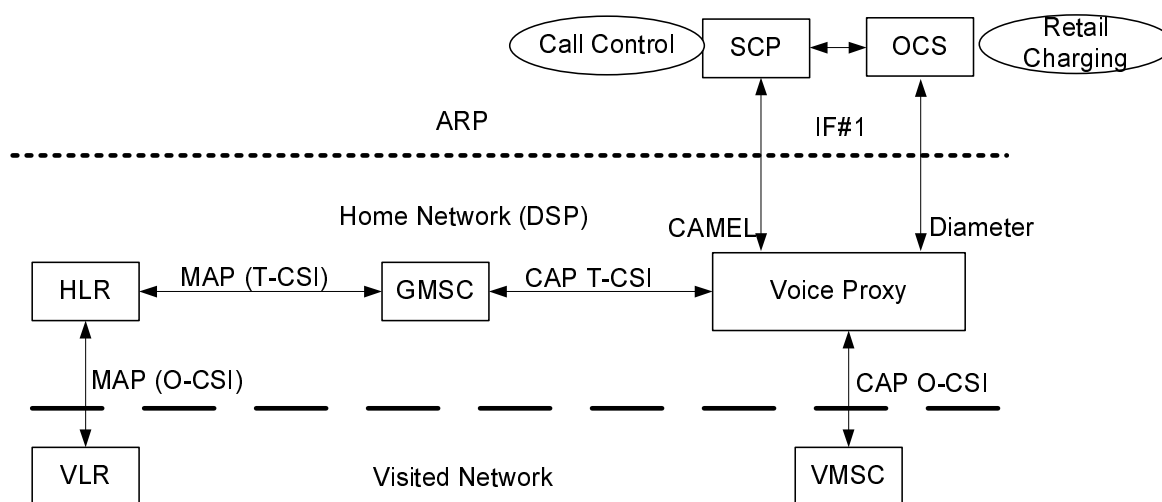 Call Control
SCP
OCS
Retail
Charging
ARP
IF#1
Home Network (DSP)
CAMEL
Diameter
HLR
MAP (T-CSI)
GMSC
CAP T-CSI
Voice Proxy
MAP (O-CSI)
CAP O-CSI
VLR
Visited Network
VMSC